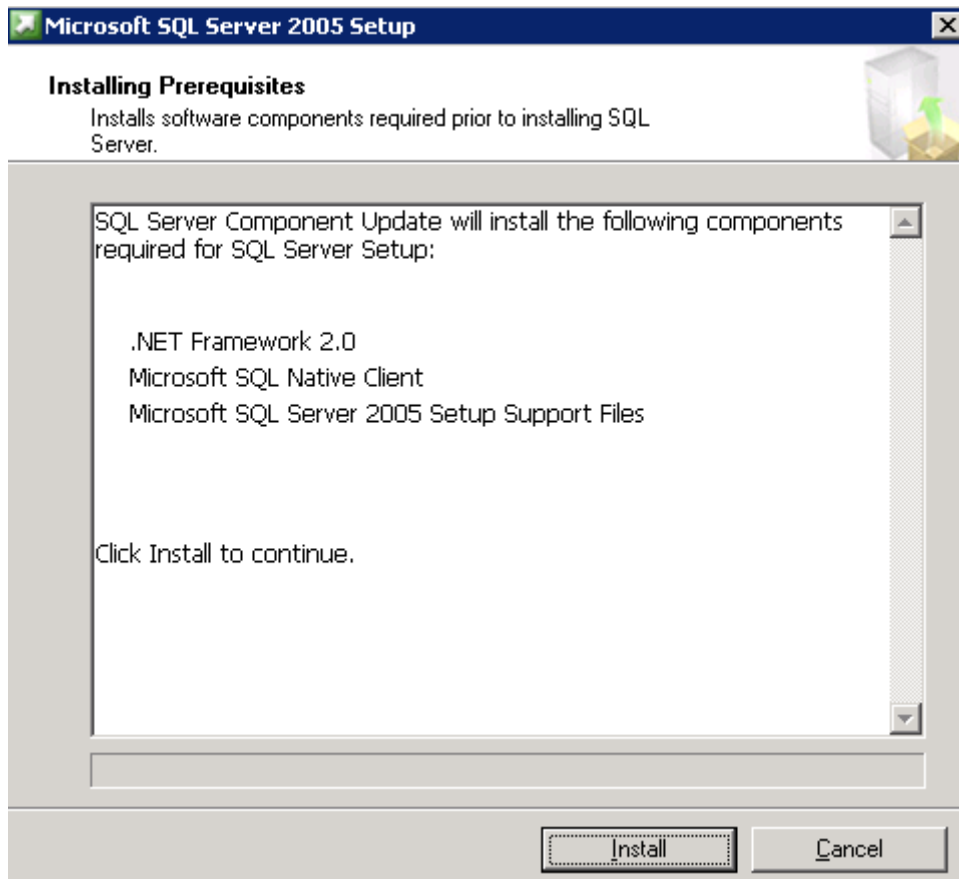 Microsoft SQL Server 2005 Setup
Installing Prerequisites
Installs software components required prior to installing SQL
Server.
SQL Server Component Update will install the following components
required for SQL Server Setup:
.NET Framework 2.0
Microsoft SQL Native Client
Microsoft SQL Server 2005 Setup Support Files
Click Install to continue.
Install
Cancel